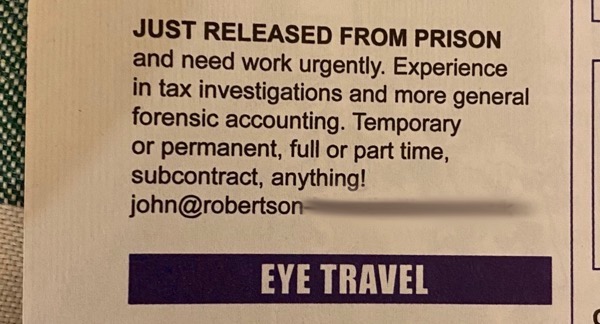 JUST RELEASED FROM PRISON
and need work urgently. Experience
in tax investigations and more general
forensic accounting. Temporary
or permanent, full or part time,
subcontract, anything!
john@robertson-
EYE TRAVEL